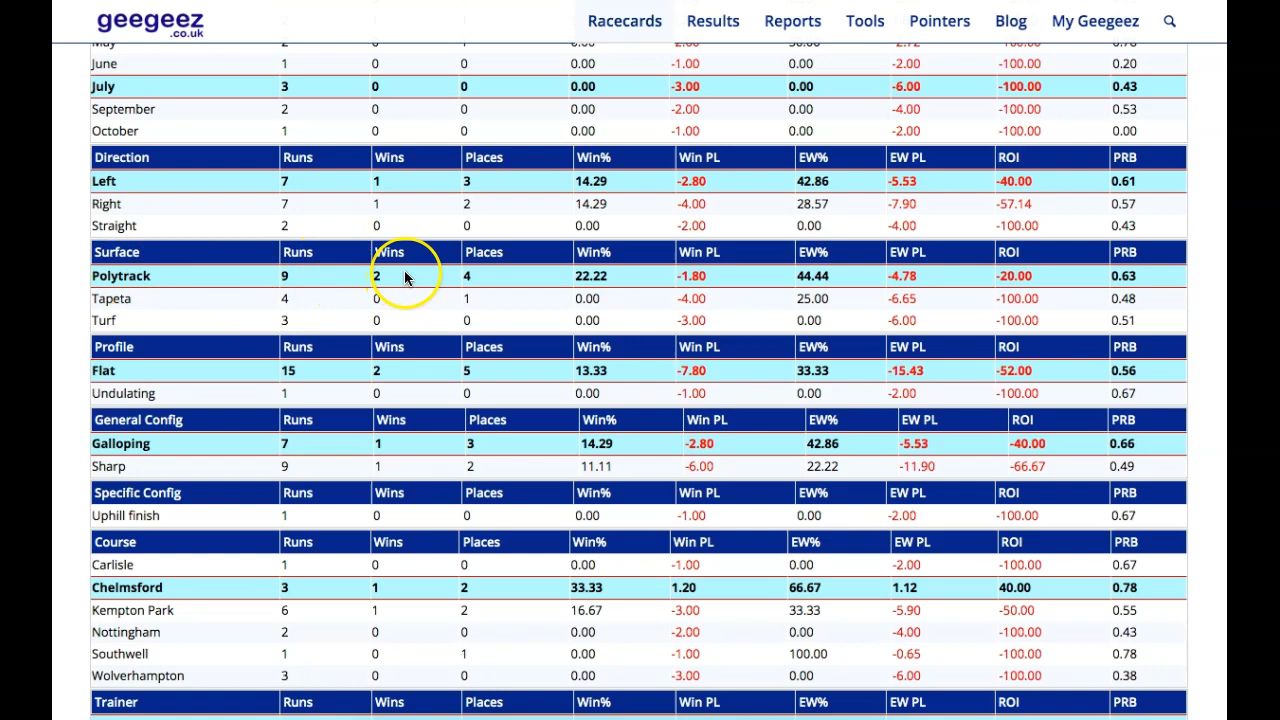 geegeez
.co.uk
Racecards Results Reports Tools Pointers Blog My Geegeez
May 2 0 1 0.00 -2.00 50.00 -2.72 -100.00 0.78
June 1 0 0 0.00 -1.00 0.00 -2.00 -100.00 0.20
July 3 0 0 0.00 -3.00 0.00 -6.00 -100.00 0.43
September 2 0 0 0.00 -2.00 0.00 -4.00 -100.00 0.53
October 1 0 0 0.00 -1.00 0.00 -2.00 -100.00 0.00
Direction Runs Wins Places Win% Win PL EW% EW PL ROI PRB
Left 7 1 3 14.29 -2.80 42.86 -5.53 -40.00 0.61
Right 7 1 2 14.29 -4.00 28.57 -7.90 -57.14 0.57
Straight 2 0 0 0.00 -2.00 0.00 -4.00 -100.00 0.43
Surface Runs Wins Places Win% Win PL EW% EW PL ROI PRB
Polytrack 9 2 4 22.22 -1.80 44.44 -4.78 -20.00 0.63
Tapeta 4 0 1 0.00 -4.00 25.00 -6.65 -100.00 0.48
Turf 3 0 0 0.00 -3.00 0.00 -6.00 -100.00 0.51
Profile Runs Wins Places Win% Win PL EW% EW PL ROI PRB
Flat 15 2 5 13.33 -7.80 33.33 -15.43 -52.00 0.56
Undulating 1 0 0 0.00 -1.00 0.00 -2.00 -100.00 0.67
General Config Runs Wins Places Win% Win PL EW% EW PL ROI PRB
Galloping 7 1 3 14.29 -2.80 42.86 -5.53 -40.00 0.66
Sharp 9 1 2 11.11 -6.00 22.22 -11.90 -66.67 0.49
Specific Config Runs Wins Places Win% Win PL EW% EW PL ROI PRB
Uphill finish 1 0 0 0.00 -1.00 0.00 -2.00 -100.00 0.67
Course Runs Wins Places Win% Win PL EW% EW PL ROI PRB
Carlisle 1 0 0 0.00 -1.00 0.00 -2.00 -100.00 0.67
Chelmsford 3 1 2 33.33 1.20 66.67 1.12 40.00 0.78
Kempton Park 6 1 2 16.67 -3.00 33.33 -5.90 -50.00 0.55
Nottingham 2 0 0 0.00 -2.00 0.00 -4.00 -100.00 0.43
Southwell 1 0 1 0.00 -1.00 100.00 -0.65 -100.00 0.78
Wolverhampton 3 0 0 0.00 -3.00 0.00 -6.00 -100.00 0.38
Trainer Runs Wins Places Win% Win PL EW% EW PL ROI PRB